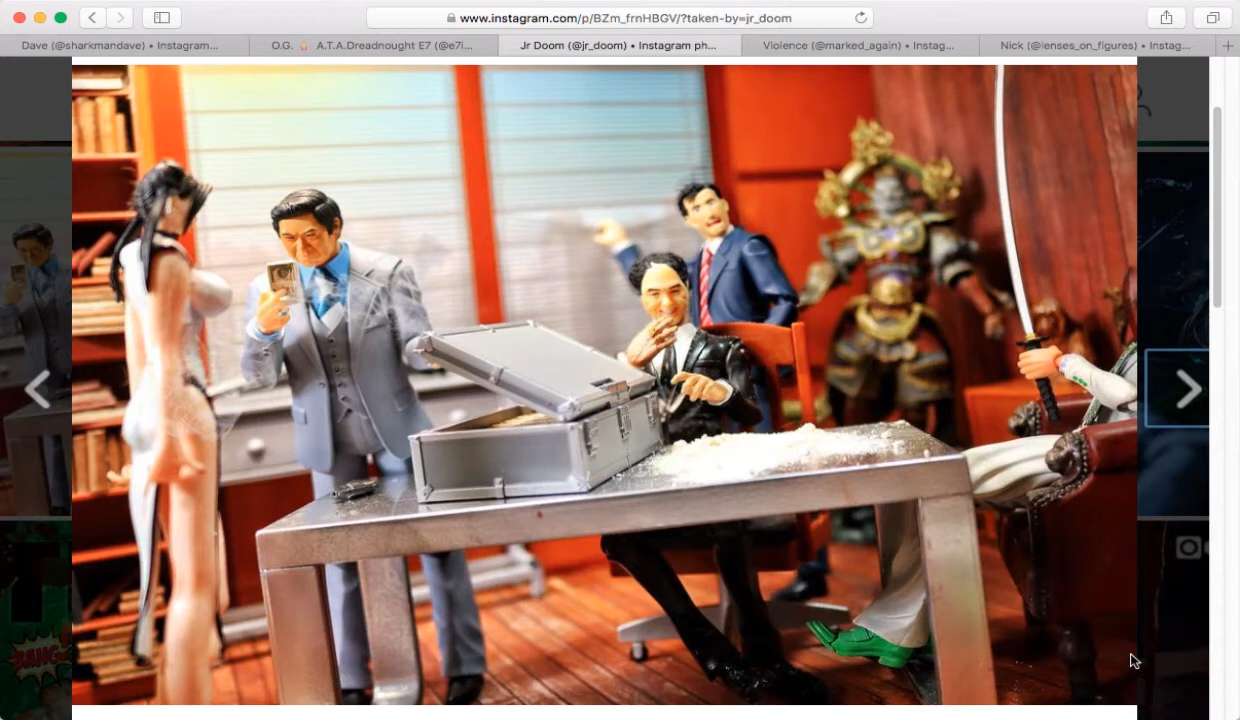 www.instagram.com/p/BZm_frnHBGV/?taken-by=jr_doom
Dave (@sharkmandave) • Instagram...
O.G. 🔥 A.T.A.Dreadnought E7 (@e7i...
Jr Doom (@jr_doom) • Instagram ph...
Violence (@marked_again) • Instag...
Nick (@lenses_on_figures) • Instag...
BANG